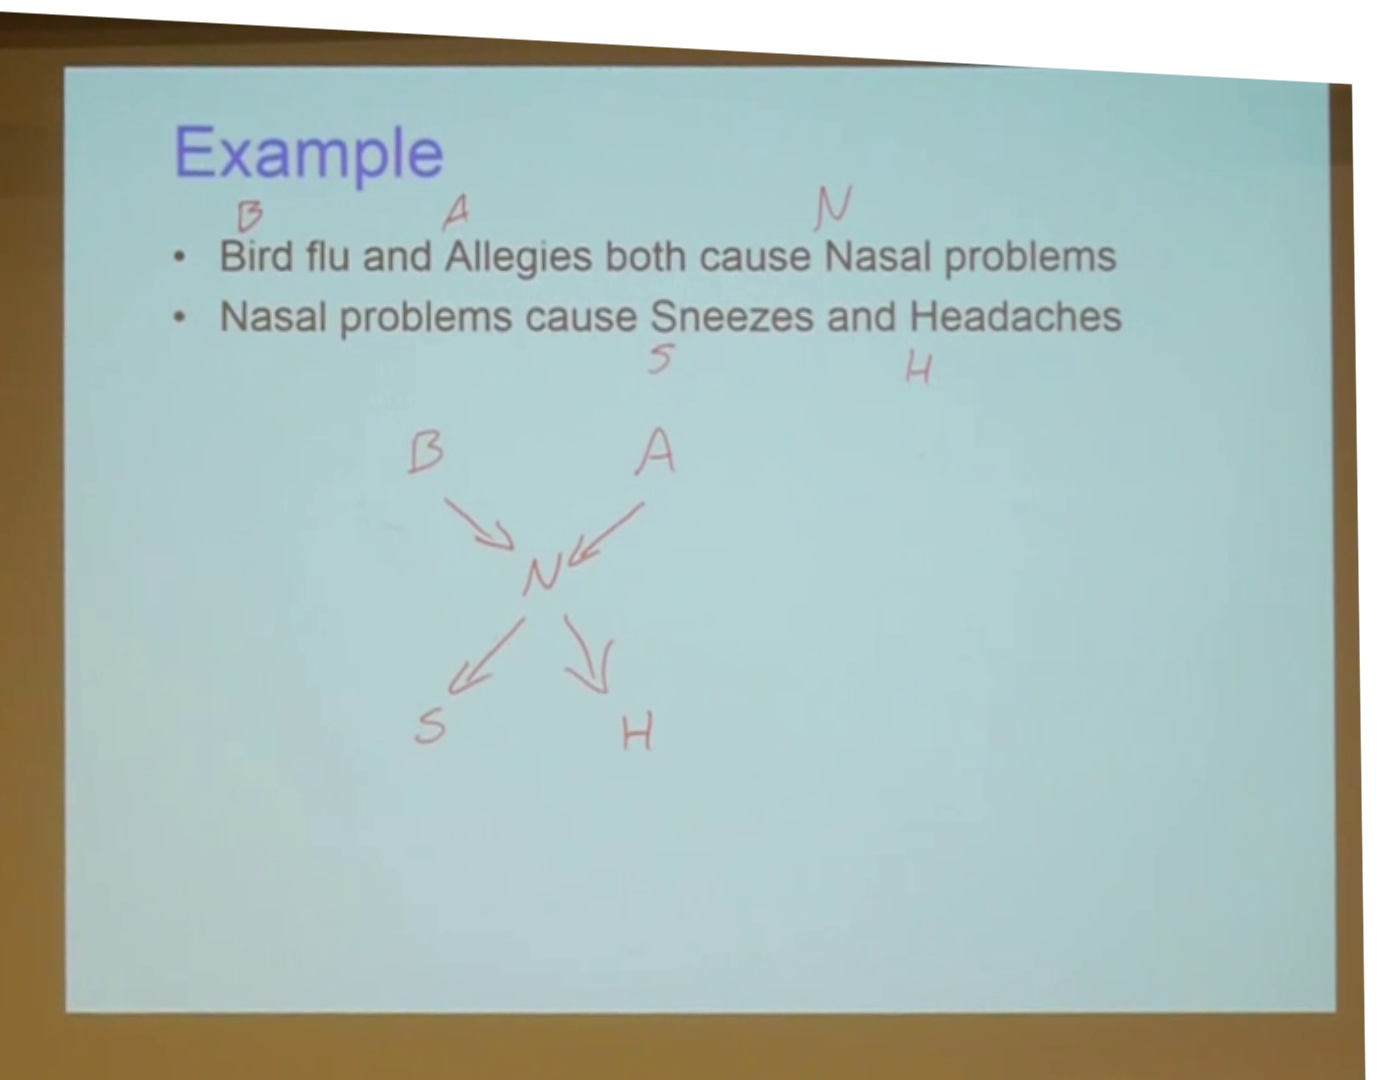 Example
B A N
• Bird flu and Allegies both cause Nasal problems
• Nasal problems cause Sneezes and Headaches
S H
B A
N
S H